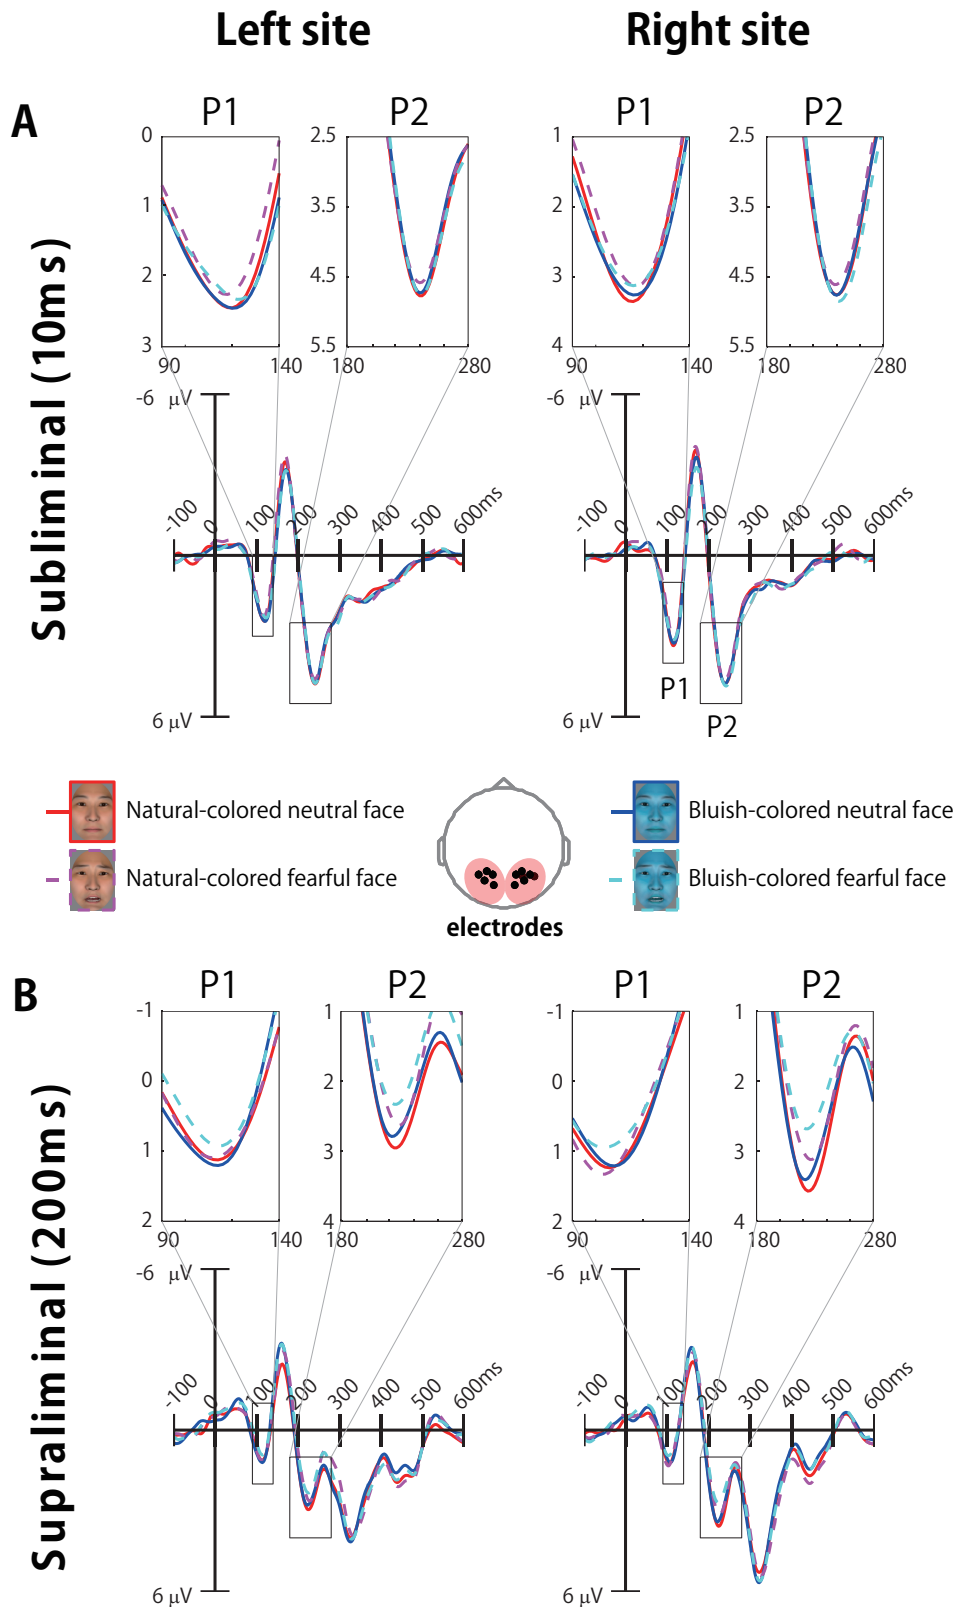 Left site Right site
A
Subliminal (10ms)
P1 P2 P1 P2
0 2.5 1 2.5
1 3.5 2 3.5
2 4.5 3 4.5
3 5.5 4 5.5
90 140 180 280 90 140 180 280
-6 μV -6 μV
-100 0 100 200 300 400 500 600ms -100 0 100 200 300 400 500 600ms
P1
P2
6 μV 6 μV
Natural-colored neutral face Bluish-colored neutral face
Natural-colored fearful face Bluish-colored fearful face
electrodes
B
Supraliminal (200ms)
P1 P2 P1 P2
-1 1 -1 1
0 2 0 2
1 3 1 3
2 4 2 4
90 140 180 280 90 140 180 280
-6 μV -6 μV
-100 0 100 200 300 400 500 600ms -100 0 100 200 300 400 500 600ms
6 μV 6 μV